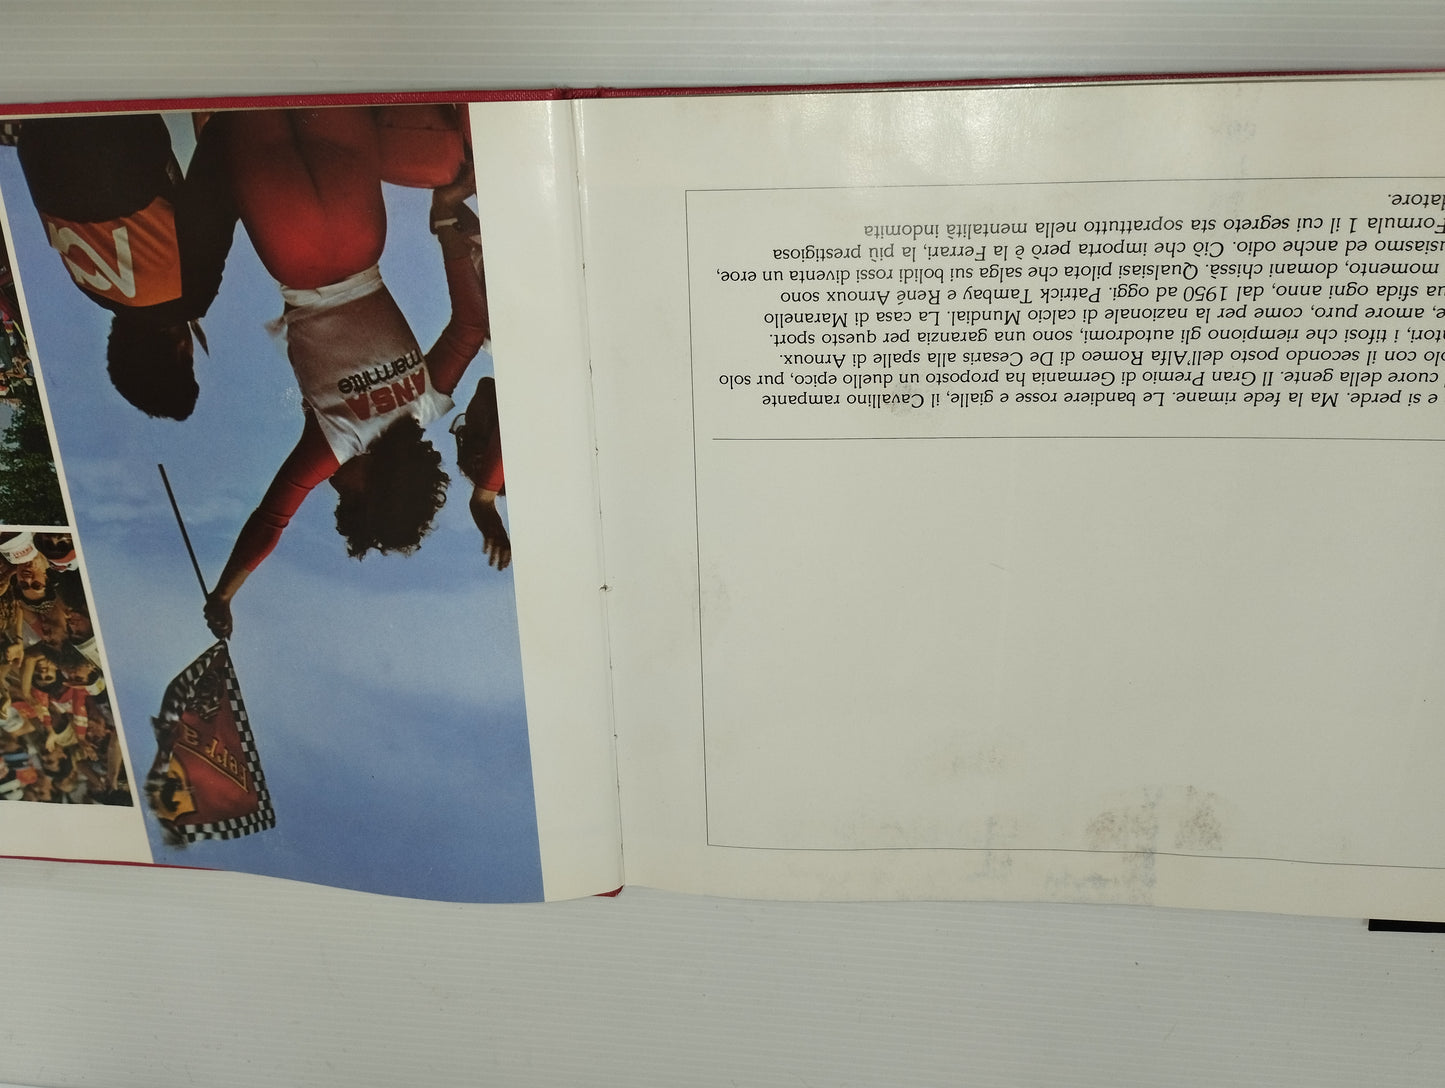 e si perde. Ma la fede rimane. Le bandiere rosse e gialle, il Cavallino rampante
cuore della gente. Il Gran Premio di Germania ha proposto un duello epico, pur solo
olo con il secondo posto dell'Alfa Romeo di De Cesaris alla spalle di Arnoux.
tori, i tifosi che riempiono gli autodromi, sono una garanzia per questo sport.
e, amore puro, come per la nazionale di calcio Mundial. La casa di Maranello
ua sfida ogni anno, dal 1950 ad oggi. Patrick Tambay e René Arnoux sono
momento, domani chissà. Qualsiasi pilota che salga sui bolidi rossi diventa un eroe,
usiasmo ed anche odio. Ciò che importa però è la Ferrari, la più prestigiosa
Formula 1 il cui segreto sta soprattutto nella mentalità indomita
latore.
ANSA
marmitte